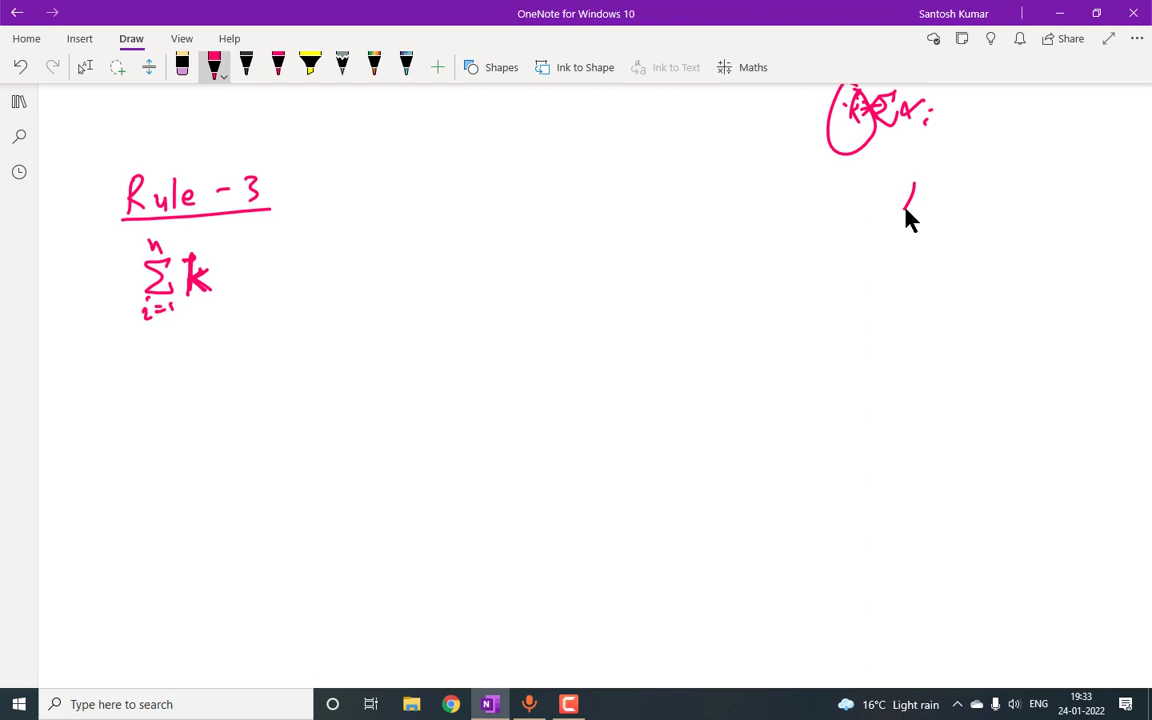 OneNote for Windows 10
Santosh Kumar
Home Insert Draw View Help
Share
Shapes Ink to Shape Ink to Text Maths
Rule - 3
n
Σ k
i=1
Type here to search
16°C Light rain
ENG
19:33
24-01-2022